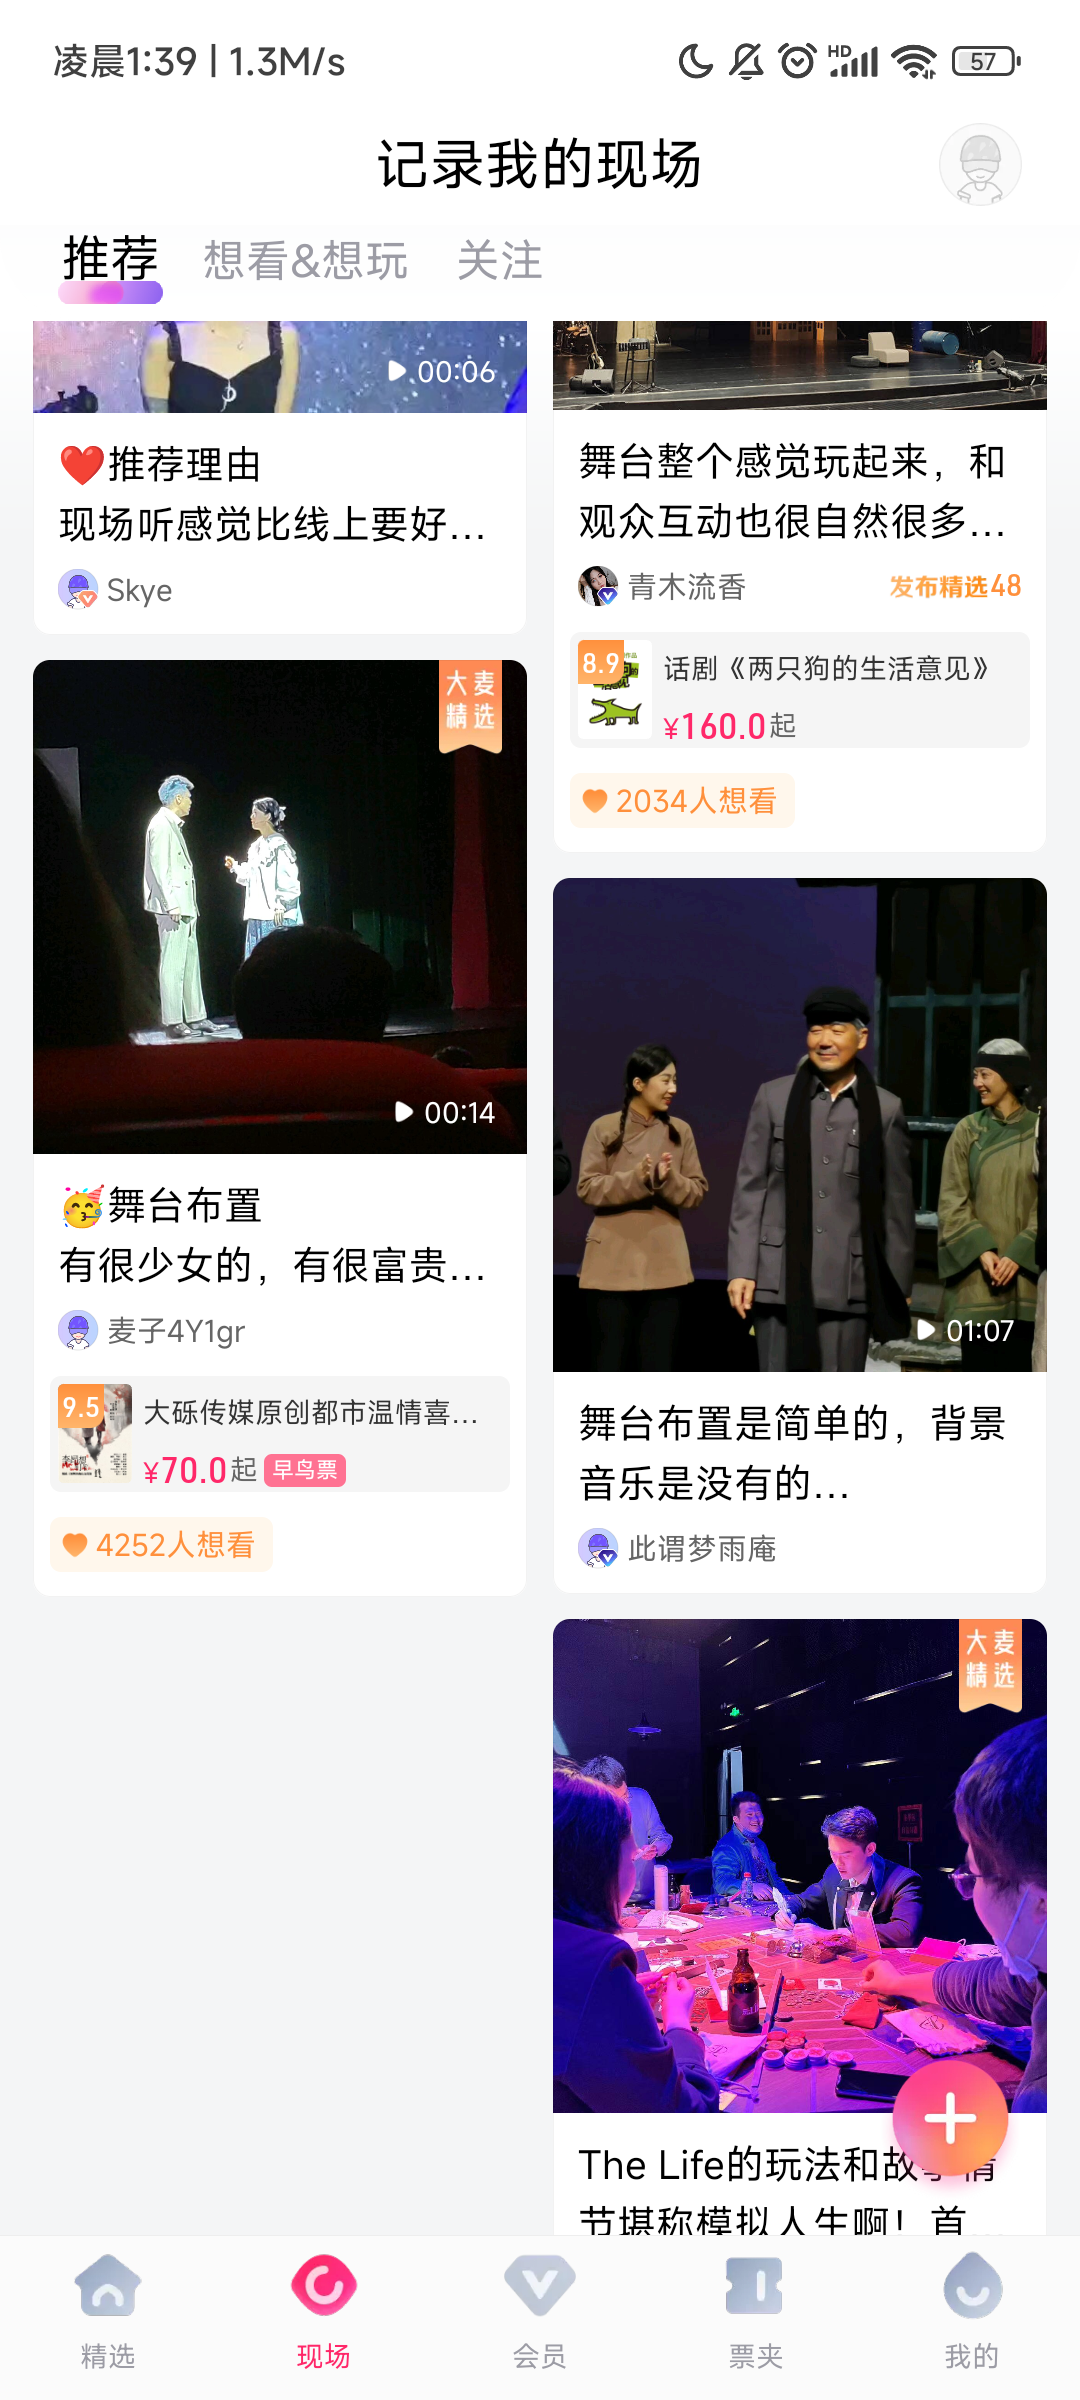 凌晨1:39 | 1.3M/s
HD
57
记录我的现场
推荐
想看&想玩
关注
00:06
❤️推荐理由
现场听感觉比线上要好...
Skye
大麦
精选
00:14
🥳舞台布置
有很少女的，有很富贵...
麦子4Y1gr
9.5
大砾传媒原创都市温情喜...
¥70.0起
早鸟票
4252人想看
舞台整个感觉玩起来，和
观众互动也很自然很多...
青木流香
发布精选48
8.9
话剧《两只狗的生活意见》
¥160.0起
2034人想看
01:07
舞台布置是简单的，背景
音乐是没有的...
此谓梦雨庵
大麦
精选
The Life的玩法和故事情
节堪称模拟人生啊！首...
精选
现场
会员
票夹
我的